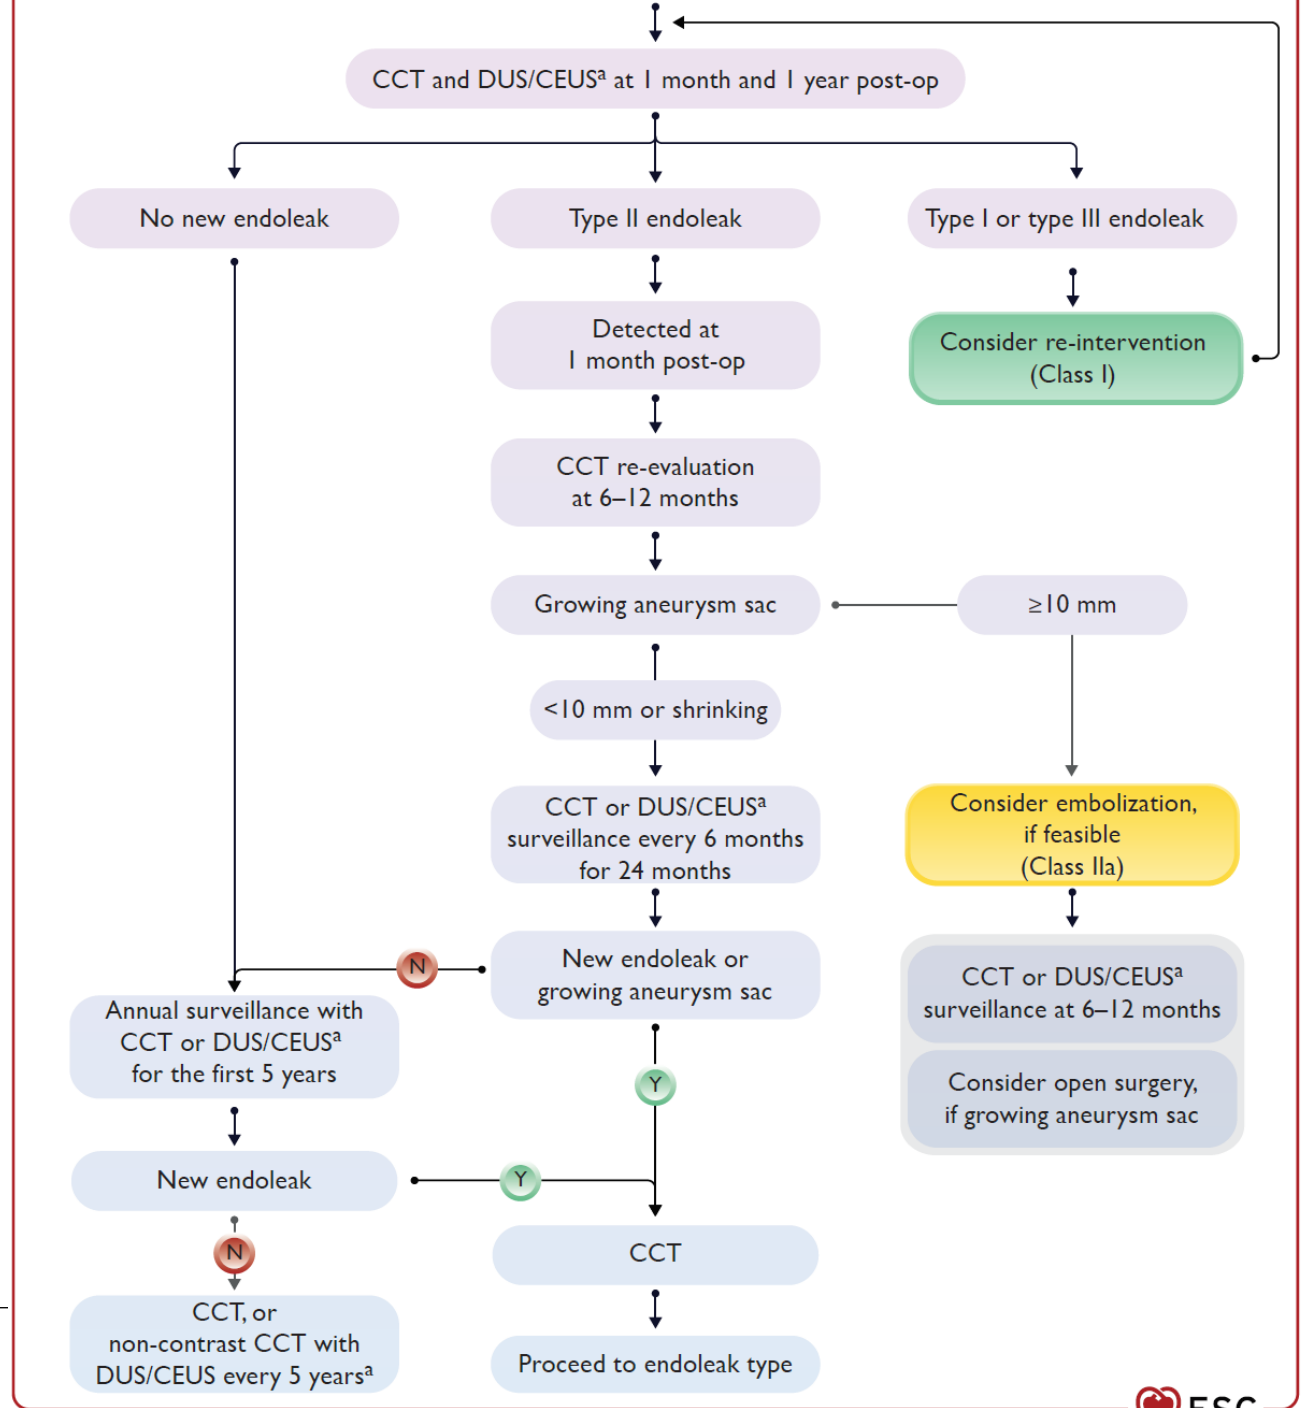 CCT and DUS/CEUSª at 1 month and 1 year post-op
No new endoleak
Type II endoleak
Type I or type III endoleak
Detected at
1 month post-op
Consider re-intervention
(Class I)
CCT re-evaluation
at 6–12 months
Growing aneurysm sac
≥10 mm
<10 mm or shrinking
CCT or DUS/CEUSª
surveillance every 6 months
for 24 months
Consider embolization,
if feasible
(Class IIa)
N
New endoleak or
growing aneurysm sac
CCT or DUS/CEUSª
surveillance at 6–12 months
Annual surveillance with
CCT or DUS/CEUSª
for the first 5 years
Y
Consider open surgery,
if growing aneurysm sac
New endoleak
Y
N
CCT
CCT, or
non-contrast CCT with
DUS/CEUS every 5 yearsª
Proceed to endoleak type
ESC